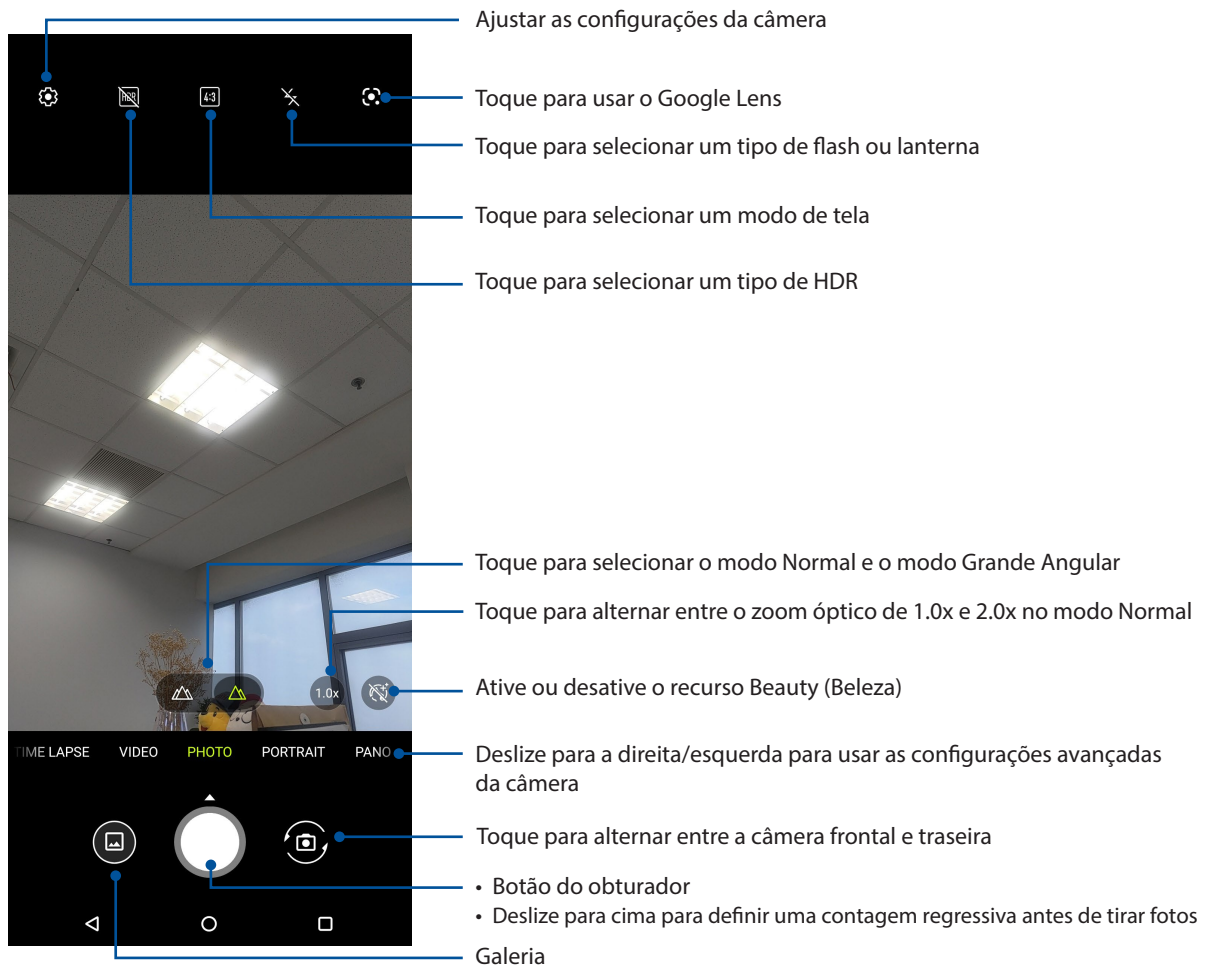 Ajustar as configurações da câmera
HDR
4:3
Toque para usar o Google Lens
Toque para selecionar um tipo de flash ou lanterna
Toque para selecionar um modo de tela
Toque para selecionar um tipo de HDR
Toque para selecionar o modo Normal e o modo Grande Angular
Toque para alternar entre o zoom óptico de 1.0x e 2.0x no modo Normal
1.0x
Ative ou desative o recurso Beauty (Beleza)
TIME LAPSE VIDEO PHOTO PORTRAIT PANO
Deslize para a direita/esquerda para usar as configurações avançadas
da câmera
Toque para alternar entre a câmera frontal e traseira
• Botão do obturador
• Deslize para cima para definir uma contagem regressiva antes de tirar fotos
Galeria